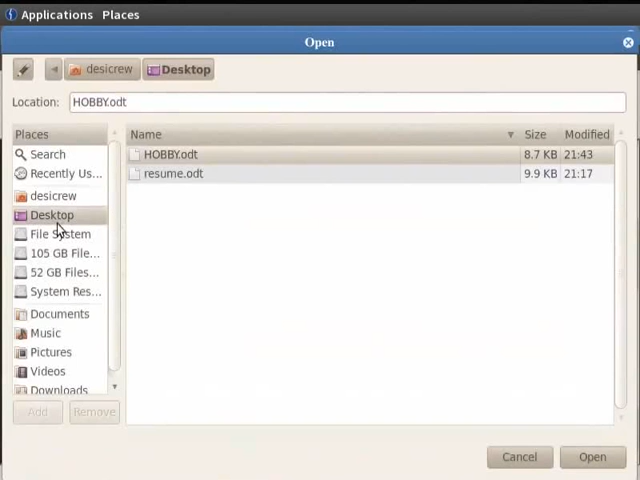 Applications Places
Open
desicrew Desktop
Location: HOBBY.odt
Places Name Size Modified
Search HOBBY.odt 8.7 KB 21:43
Recently Us... resume.odt 9.9 KB 21:17
desicrew
Desktop
File System
105 GB File...
52 GB Files...
System Res...
Documents
Music
Pictures
Videos
Downloads
Add Remove
Cancel Open